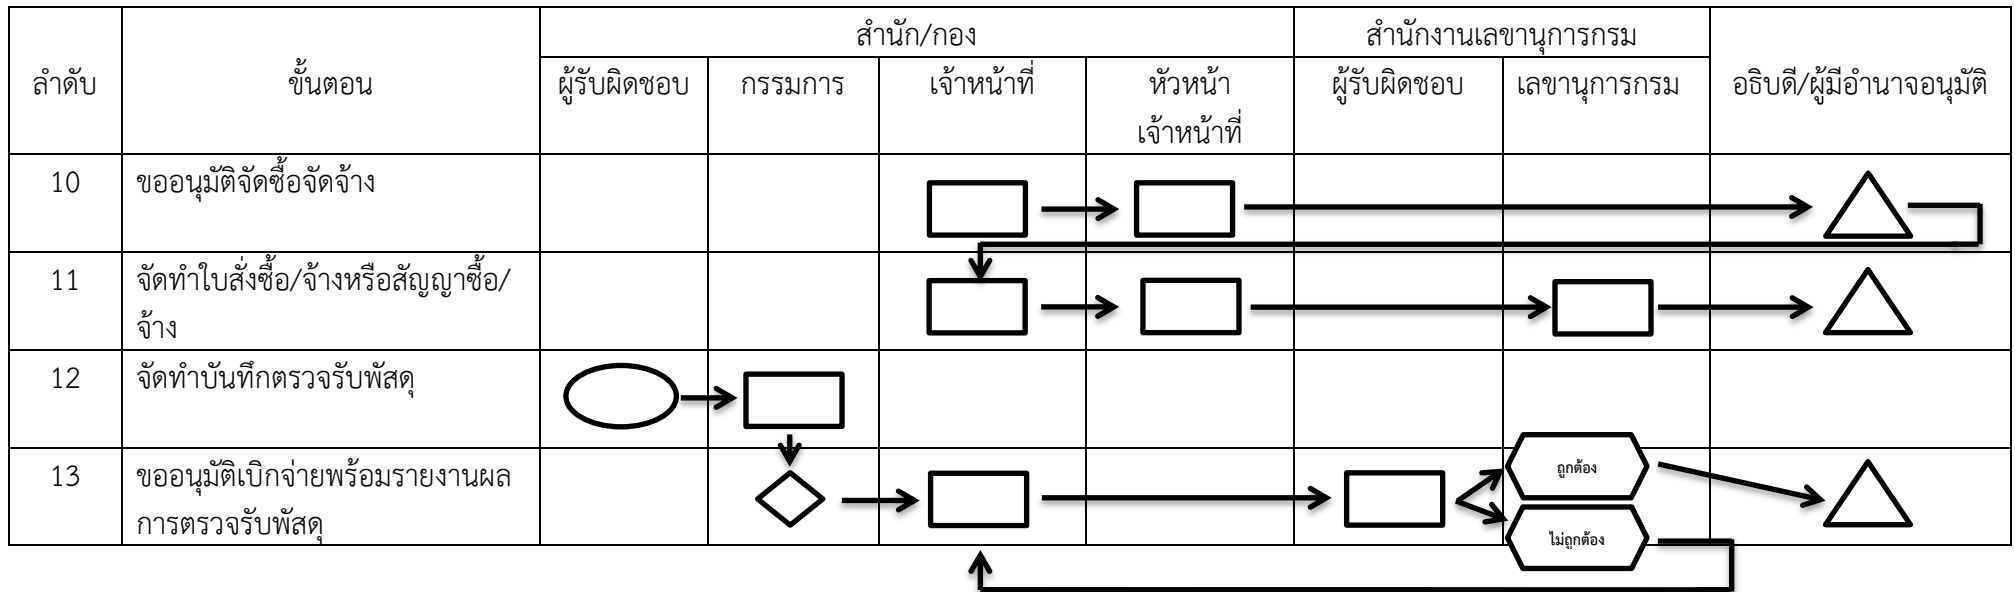 สำนัก/กอง สำนักงานเลขานุการกรม
ลำดับ ขั้นตอน ผู้รับผิดชอบ กรรมการ เจ้าหน้าที่ หัวหน้า ผู้รับผิดชอบ เลขานุการกรม อธิบดี/ผู้มีอำนาจอนุมัติ
เจ้าหน้าที่
10 ขออนุมัติจัดซื้อจัดจ้าง
11 จัดทำใบสั่งซื้อ/จ้างหรือสัญญาซื้อ/
จ้าง
12 จัดทำบันทึกตรวจรับพัสดุ
13 ขออนุมัติเบิกจ่ายพร้อมรายงานผล
ถูกต้อง
การตรวจรับพัสดุ
ไม่ถูกต้อง